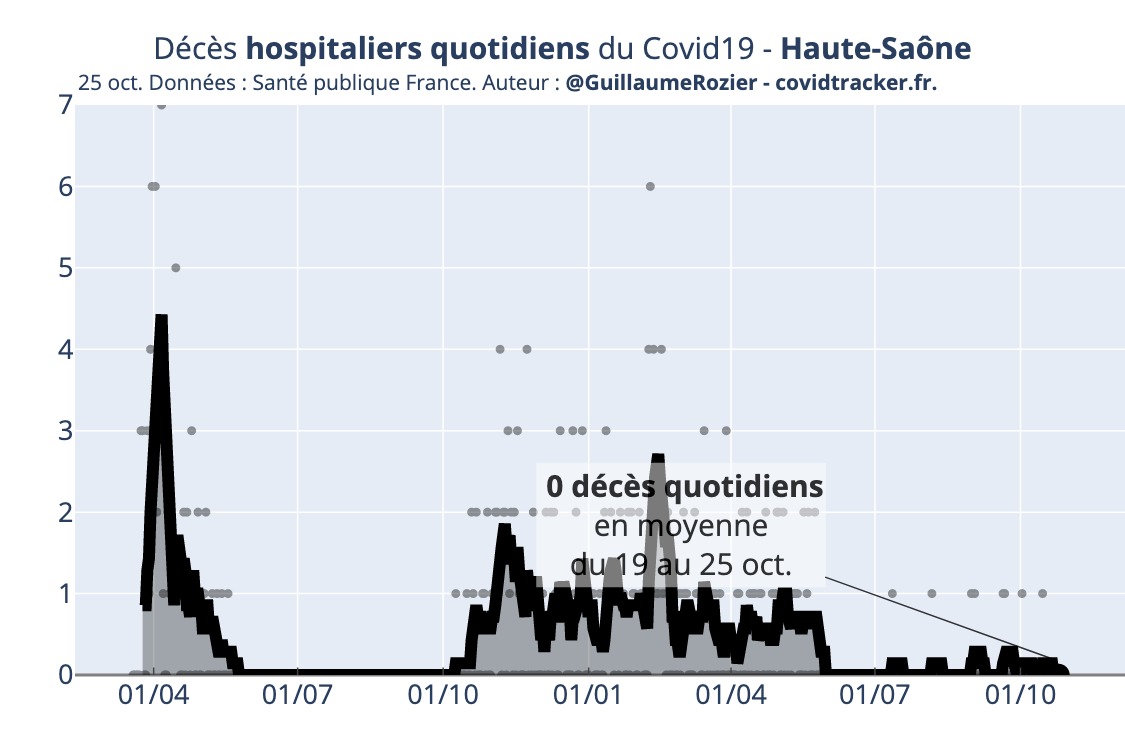 Décès hospitaliers quotidiens du Covid19 - Haute-Saône
25 oct. Données : Santé publique France. Auteur : @GuillaumeRozier - covidtracker.fr.
7
6
5
4
3
2
1
0
0 décès quotidiens
en moyenne
du 19 au 25 oct.
01/04 01/07 01/10 01/01 01/04 01/07 01/10